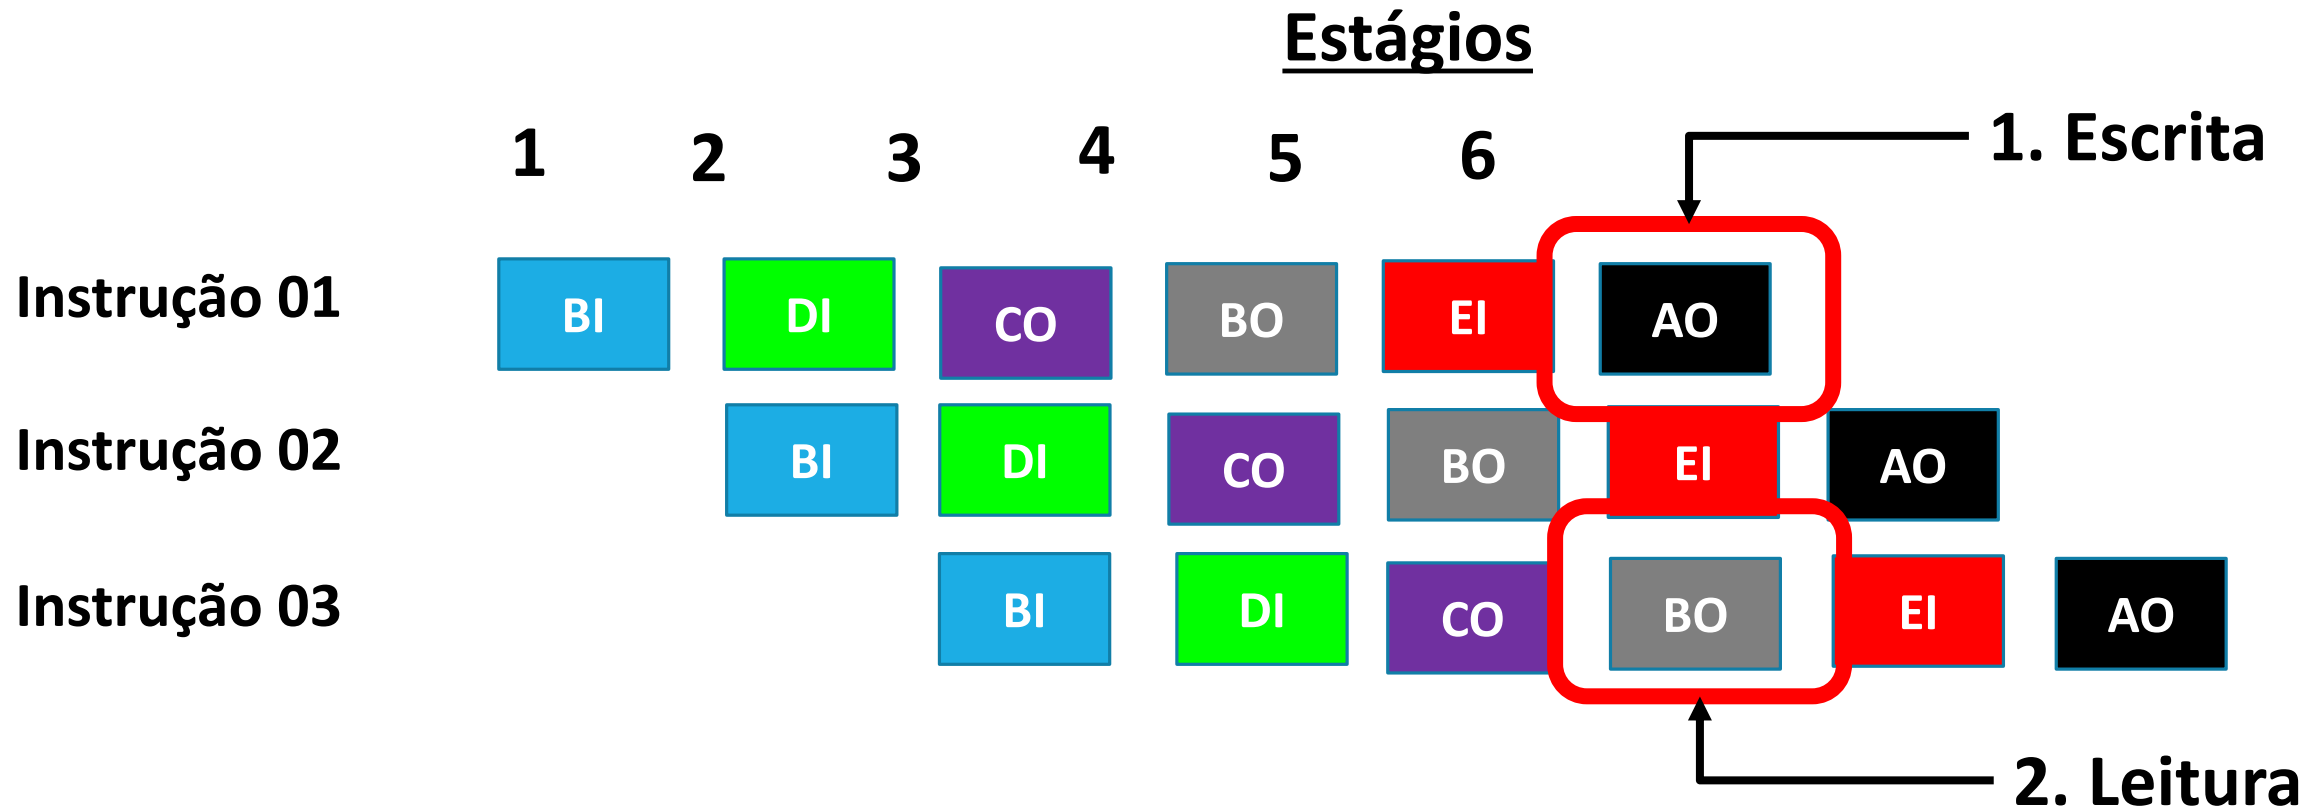 Estágios
1 2 3 4 5 6
1. Escrita
Instrução 01 BI DI CO BO EI AO
Instrução 02 BI DI CO BO EI AO
Instrução 03 BI DI CO BO EI AO
2. Leitura